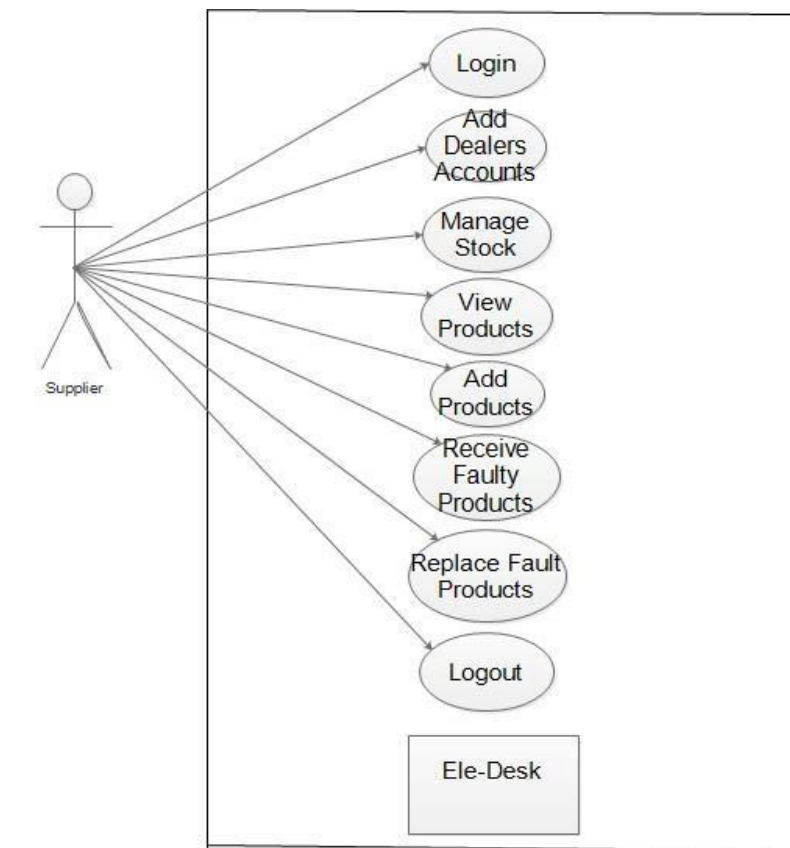 Login
Add
Dealers
Accounts
Manage
Stock
View
Products
Add
Products
Receive
Faulty
Products
Replace Fault
Products
Logout
Ele-Desk
Supplier